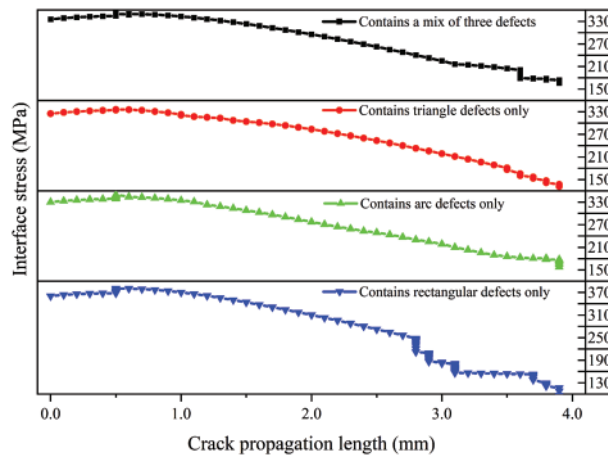 Contains a mix of three defects
330
270
210
150
Contains triangle defects only
330
270
210
150
Contains arc defects only
330
270
210
150
Contains rectangular defects only
370
310
250
190
130
Interface stress (MPa)
0.0 1.0 2.0 3.0 4.0
Crack propagation length (mm)